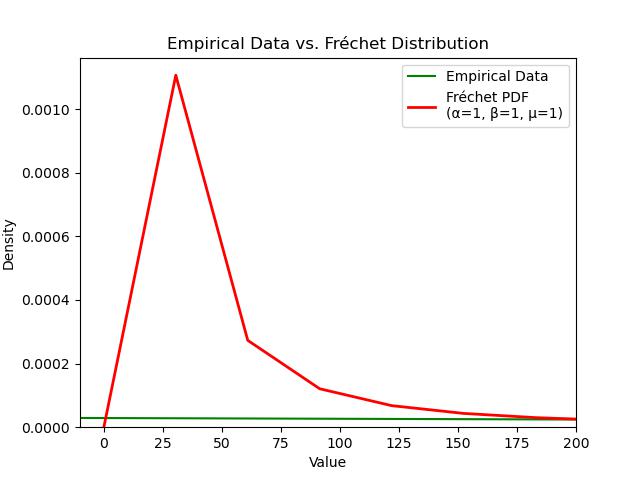 Empirical Data vs. Fréchet Distribution
Empirical Data
Fréchet PDF
(α=1, β=1, μ=1)
Density
0.0010
0.0008
0.0006
0.0004
0.0002
0.0000
0
25
50
75
100
125
150
175
200
Value